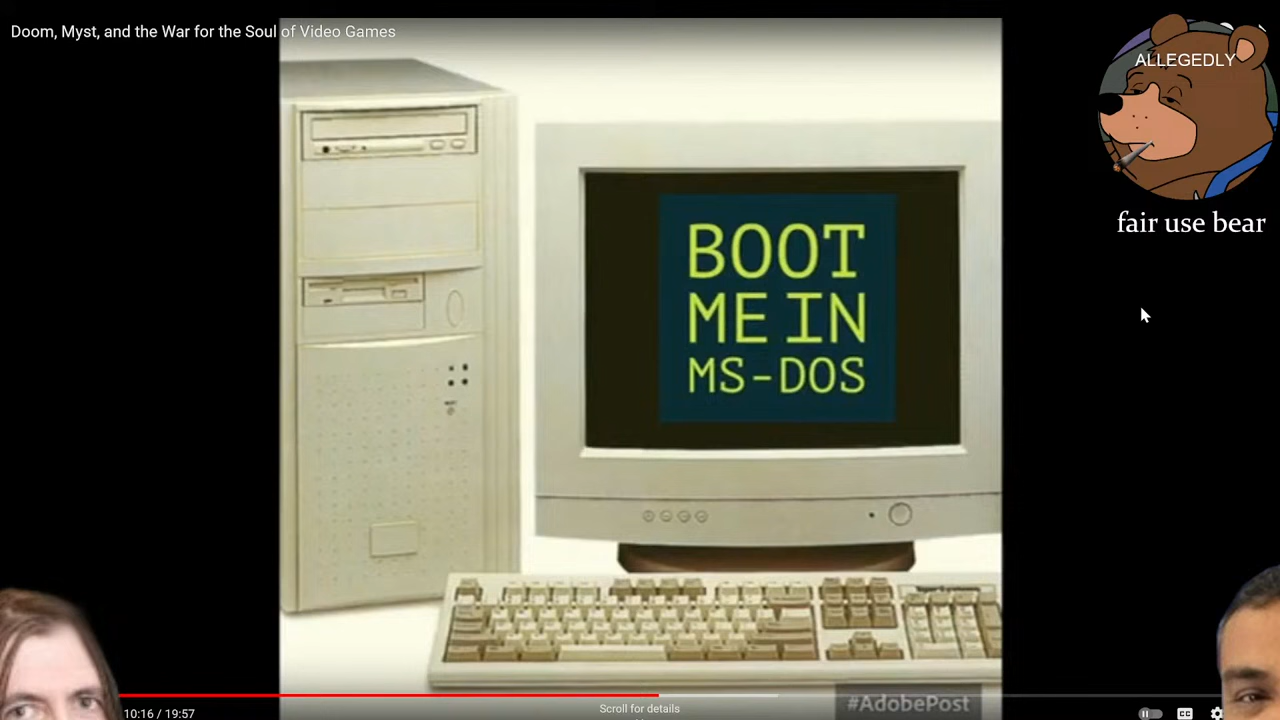 Doom, Myst, and the War for the Soul of Video Games
ALLEGEDLY
fair use bear
BOOT
ME IN
MS-DOS
#AdobePost
10:16 / 19:57
Scroll for details
CC